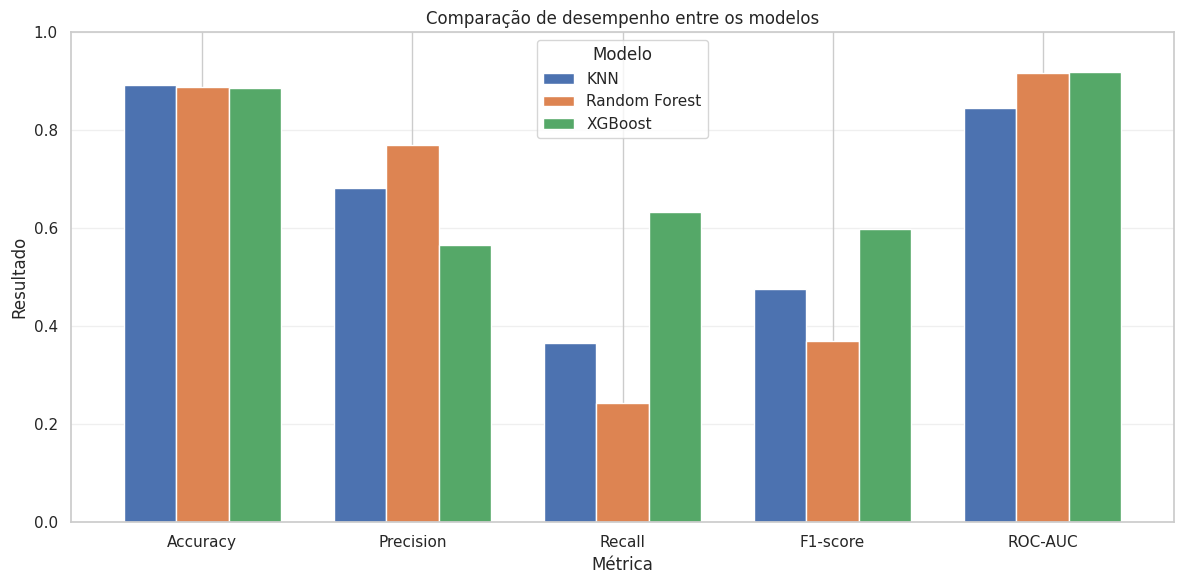 Comparação de desempenho entre os modelos
1.0
0.8
0.6
0.4
0.2
0.0
Resultado
Modelo
KNN
Random Forest
XGBoost
Accuracy
Precision
Recall
F1-score
ROC-AUC
Métrica